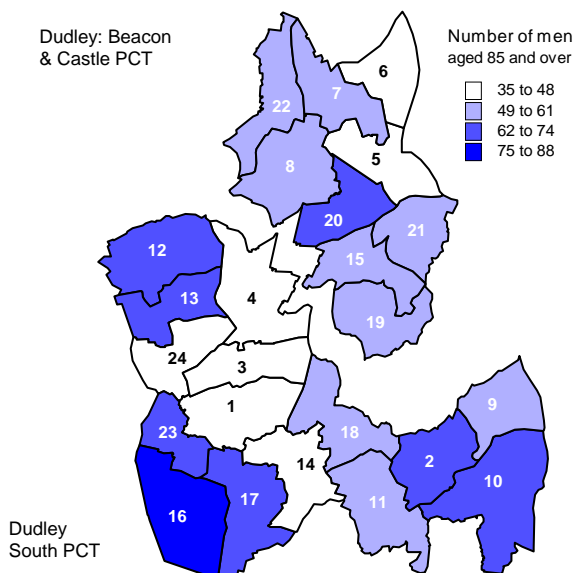 Dudley: Beacon
& Castle PCT
Number of men
aged 85 and over
35 to 48
49 to 61
62 to 74
75 to 88
6
7
22
5
8
20
21
15
12
13
4
19
24
3
1
9
23
18
2
14
10
17
11
16
Dudley
South PCT